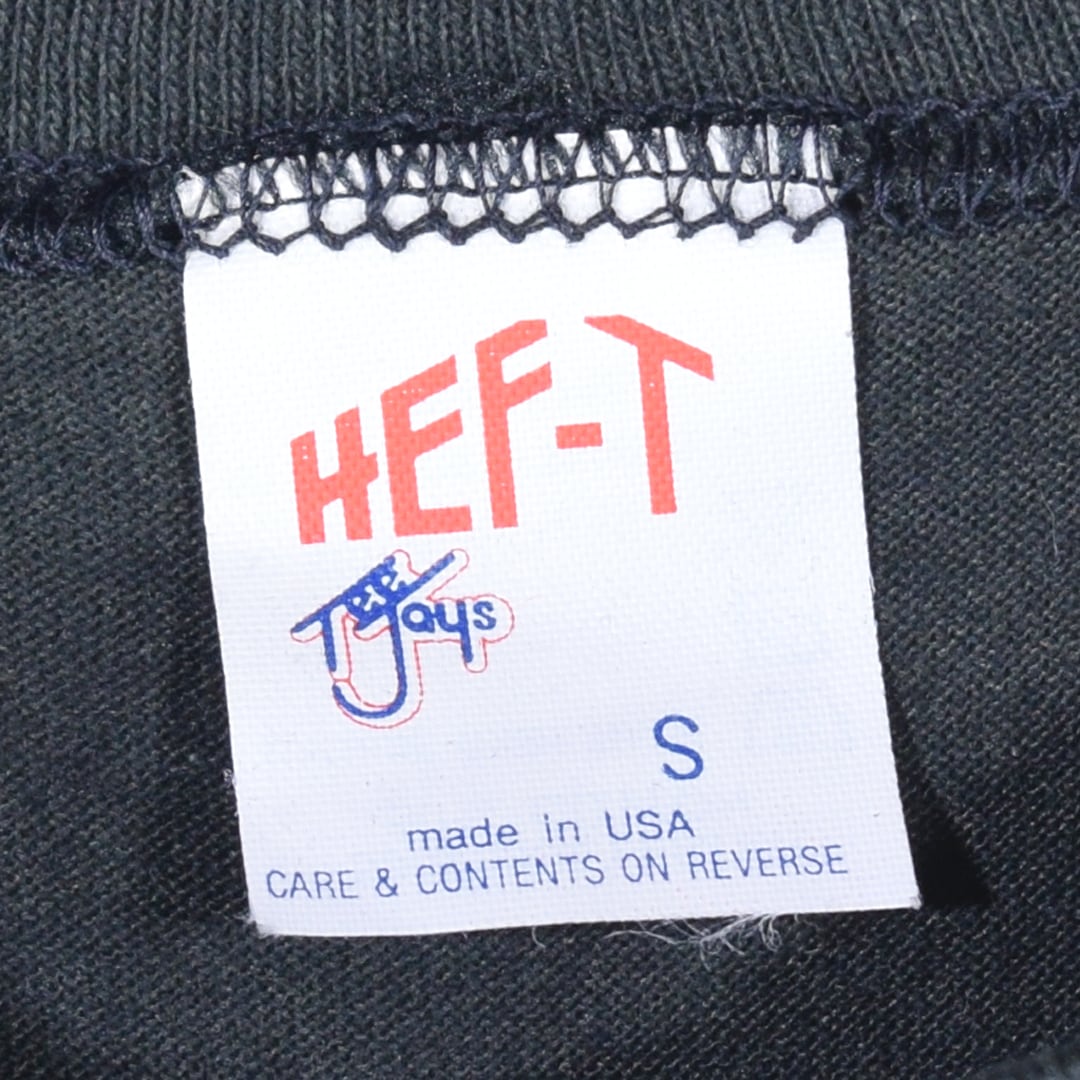 HEF-T
Tee Jays
S
made in USA
CARE & CONTENTS ON REVERSE